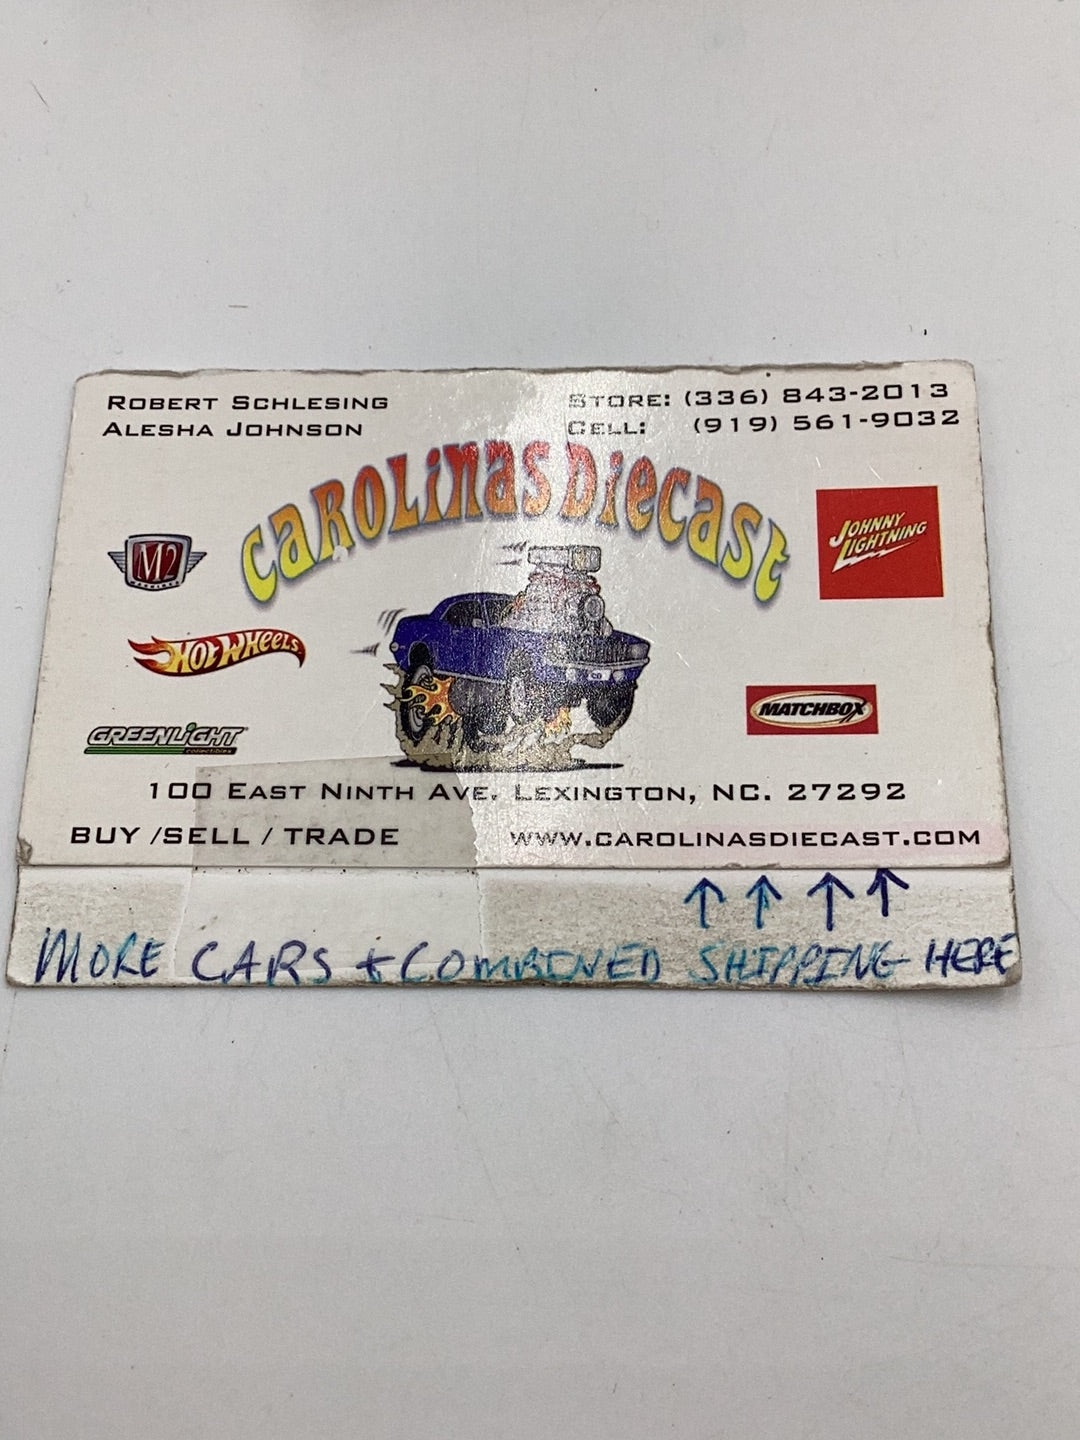 ROBERT SCHLESING
ALESHA JOHNSON
STORE: (336) 843-2013
CELL: (919) 561-9032
CAROLINAS DIECAST
M2
JOHNNY
LIGHTNING
HOT WHEELS
MATCHBOX
GREENLIGHT
collectibles
CD
100 EAST NINTH AVE. LEXINGTON, NC. 27292
BUY /SELL / TRADE
WWW.CAROLINASDIECAST.COM
MORE CARS + COMBINED SHIPPING HERE